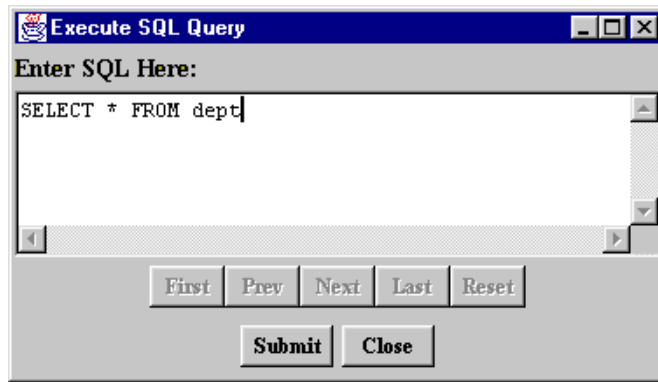 Execute SQL Query
Enter SQL Here:
SELECT * FROM dept
First Prev Next Last Reset
Submit Close